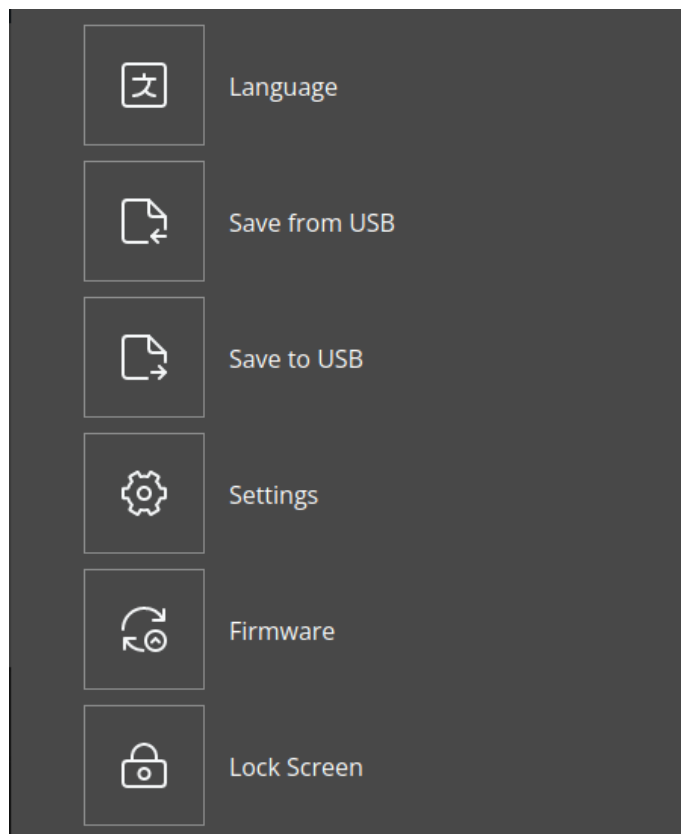 文
Language
Save from USB
Save to USB
Settings
Firmware
Lock Screen